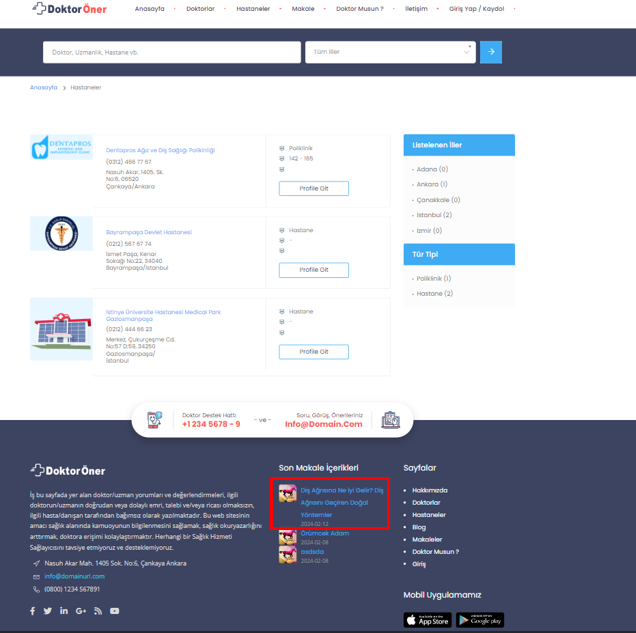 DoktorÖner
Anasayfa
Doktorlar
Hastaneler
Makale
Doktor Musun ?
İletişim
Giriş Yap / Kaydol
Doktor, Uzmanlık, Hastane vb.
Tüm İller
Anasayfa > Hastaneler
DENTAPROS
Dentapros Ağız ve Diş Sağlığı Polikinliği
(0312) 466 77 67
Nasuh Akar, 1405. Sk.
No:6, 06520
Çankaya/Ankara
Poliklinik
142 - 165
Profile Git
Bayrampaşa Devlet Hastanesi
(0212) 567 67 74
İsmet Paşa, Kenar
Sokağı No:22, 34040
Bayrampaşa/İstanbul
Hastane
-
Profile Git
İstinye Üniversite Hastanesi Medical Park
Gaziosmanpaşa
(0212) 444 66 23
Merkez, Çukurçeşme Cd.
No:57 D:59, 34250
Gaziosmanpaşa/
İstanbul
Hastane
-
Profile Git
Listelenen İller
Adana (0)
Ankara (1)
Çanakkale (0)
Istanbul (2)
İzmir (0)
Tür Tipi
Poliklinik (1)
Hastane (2)
Doktor Destek Hattı
+1 234 5678 - 9
- ve -
Soru, Görüş, Önerileriniz
Info@Domain.Com
DoktorÖner
İş bu sayfada yer alan doktor/uzman yorumları ve değerlendirmeleri, ilgili
doktorun/uzmanın doğrudan veya dolaylı emri, talebi ve/veya ricası olmaksızın,
ilgili hasta/danışan tarafından bağımsız olarak yazılmaktadır. Bu web sitesinin
amacı sağlık alanında kamuoyunun bilgilenmesini sağlamak, sağlık okuryazarlığını
arttırmak, doktora erişimi kolaylaştırmaktır. Herhangi bir Sağlık Hizmeti
Sağlayıcısını tavsiye etmiyoruz ve desteklemiyoruz.
Nasuh Akar Mah. 1405 Sok. No:6, Çankaya Ankara
info@domainurl.com
(0800) 1234 567891
Son Makale İçerikleri
Diş Ağrısına Ne İyi Gelir? Diş
Ağrısını Geçiren Doğal
Yöntemler
2024-02-12
Örümcek Adam
2024-02-08
asdsda
2024-02-08
Sayfalar
Hakkımızda
Doktorlar
Hastaneler
Blog
Makaleler
Doktor Musun ?
Giriş
Mobil Uygulamamız
App Store
Google play